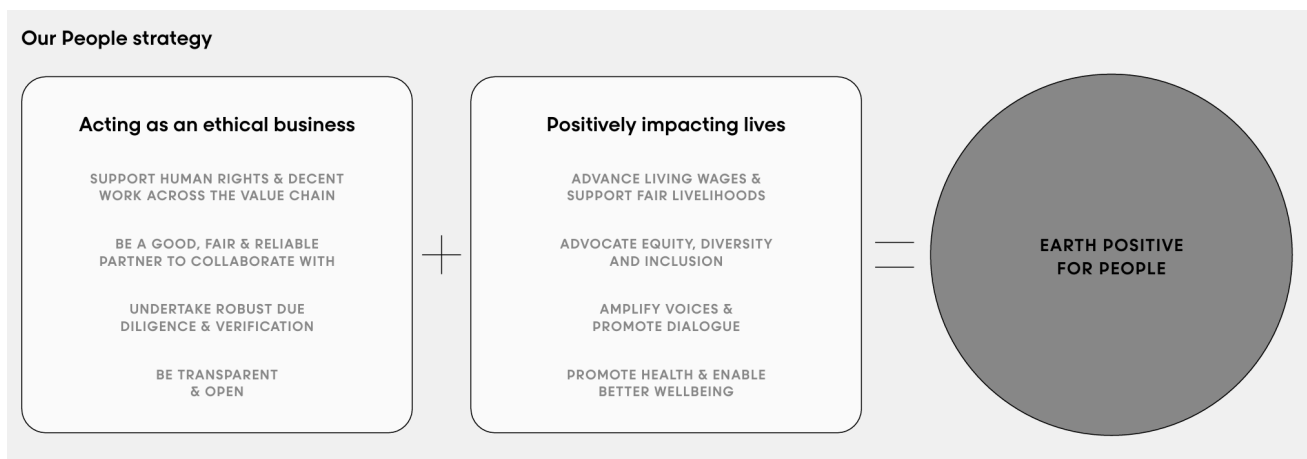 Our People strategy
Acting as an ethical business
SUPPORT HUMAN RIGHTS & DECENT
WORK ACROSS THE VALUE CHAIN
BE A GOOD, FAIR & RELIABLE
PARTNER TO COLLABORATE WITH
UNDERTAKE ROBUST DUE
DILIGENCE & VERIFICATION
BE TRANSPARENT
& OPEN
+
Positively impacting lives
ADVANCE LIVING WAGES &
SUPPORT FAIR LIVELIHOODS
ADVOCATE EQUITY, DIVERSITY
AND INCLUSION
AMPLIFY VOICES &
PROMOTE DIALOGUE
PROMOTE HEALTH & ENABLE
BETTER WELLBEING
=
EARTH POSITIVE
FOR PEOPLE